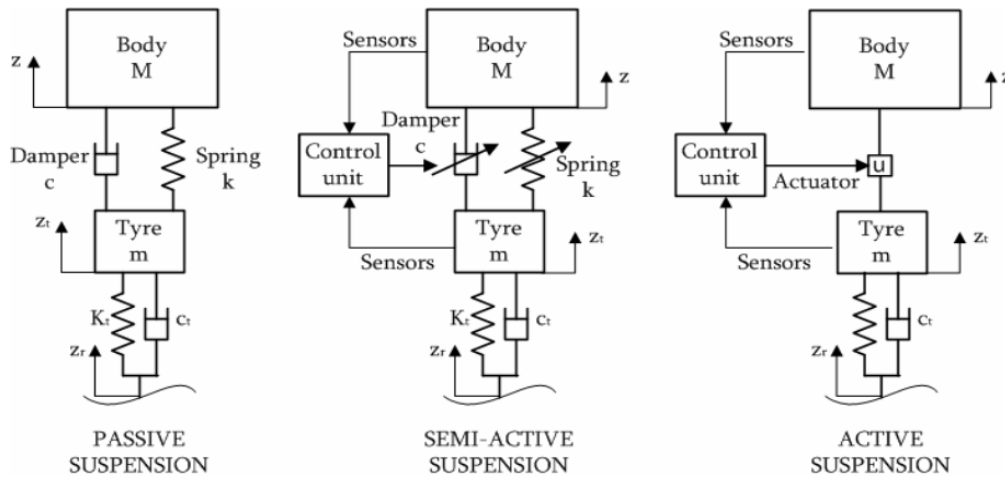 Body
M
z
Damper
c
Spring
k
zt
Tyre
m
Kt
ct
zr
PASSIVE
SUSPENSION
Sensors
Body
M
z
Damper
c
Control
unit
Spring
k
Tyre
m
zt
Sensors
Kt
ct
zr
SEMI-ACTIVE
SUSPENSION
Sensors
Body
M
z
Control
unit
u
Actuator
Tyre
m
zt
Sensors
ct
zr
ACTIVE
SUSPENSION